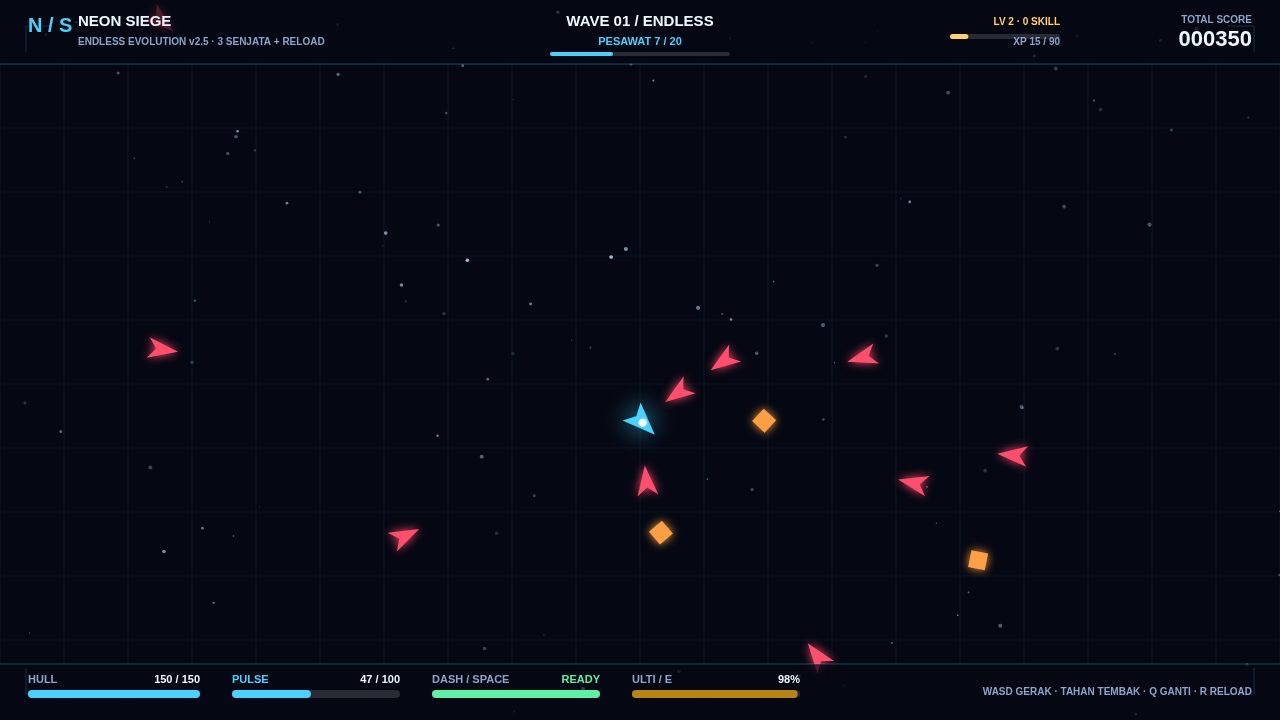 N / S NEON SIEGE
ENDLESS EVOLUTION v2.5 · 3 SENJATA + RELOAD
WAVE 01 / ENDLESS
PESAWAT 7 / 20
LV 2 · 0 SKILL
XP 15 / 90
TOTAL SCORE
000350
HULL 150 / 150
PULSE 47 / 100
DASH / SPACE READY
ULTI / E 98%
WASD GERAK · TAHAN TEMBAK · Q GANTI · R RELOAD